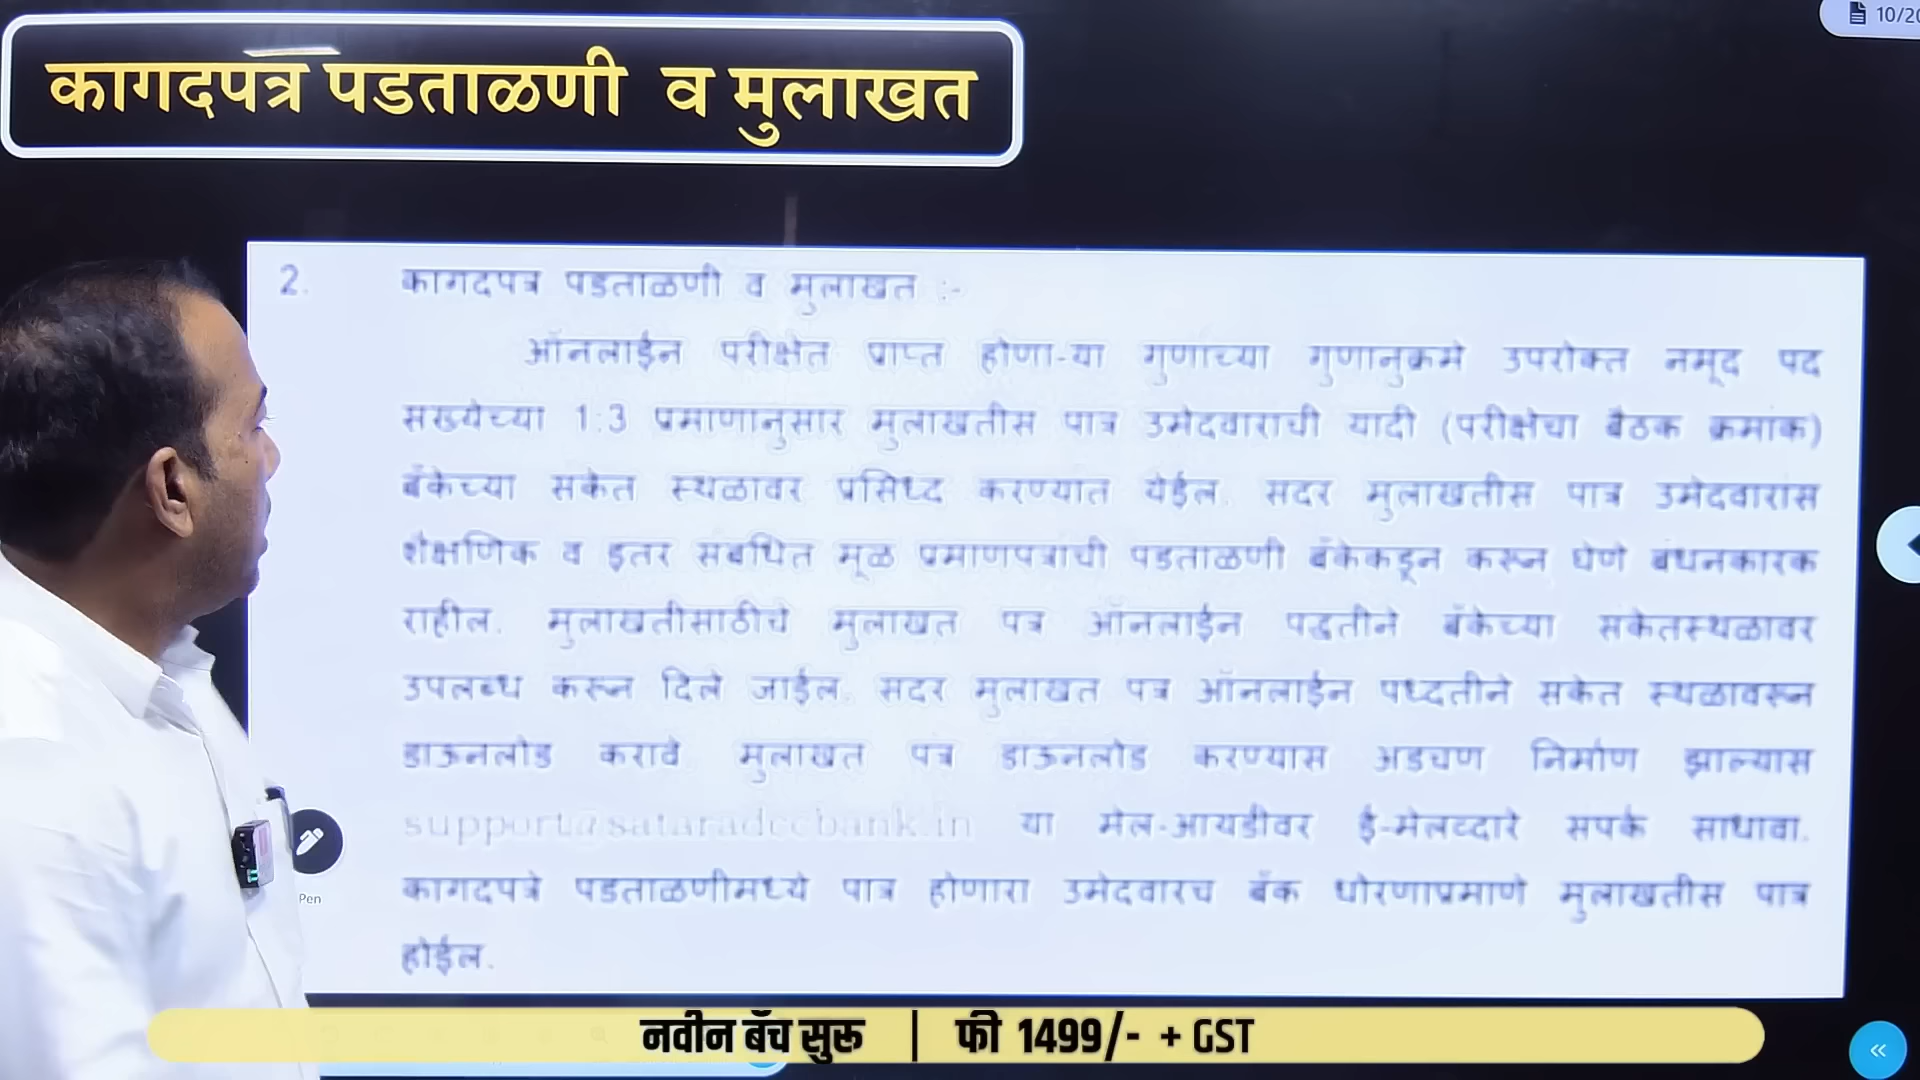 10/20
कागदपत्र पडताळणी व मुलाखत
2. कागदपत्र पडताळणी व मुलाखत :-
ऑनलाईन परीक्षेत प्राप्त होणा-या गुणांच्या गुणानुक्रमे उपरोक्त नमूद पद
संख्येच्या 1:3 प्रमाणानुसार मुलाखतीस पात्र उमेदवारांची यादी (परीक्षेचा बैठक क्रमांक)
बँकेच्या संकेत स्थळावर प्रसिध्द करण्यात येईल. सदर मुलाखतीस पात्र उमेदवारांस
शैक्षणिक व इतर संबंधित मूळ प्रमाणपत्रांची पडताळणी बँकेकडून करून घेणे बंधनकारक
राहील. मुलाखतीसाठीचे मुलाखत पत्र ऑनलाईन पद्धतीने बँकेच्या संकेतस्थळावर
उपलब्ध करून दिले जाईल. सदर मुलाखत पत्र ऑनलाईन पध्दतीने संकेत स्थळावरून
डाऊनलोड करावे. मुलाखत पत्र डाऊनलोड करण्यास अडचण निर्माण झाल्यास
support@sataradccbank.in या मेल-आयडीवर ई-मेलव्दारे संपर्क साधावा.
कागदपत्रे पडताळणीमध्ये पात्र होणारा उमेदवारच बँक धोरणाप्रमाणे मुलाखतीस पात्र
होईल.
Pen
नवीन बॅच सुरू | फी 1499/- + GST